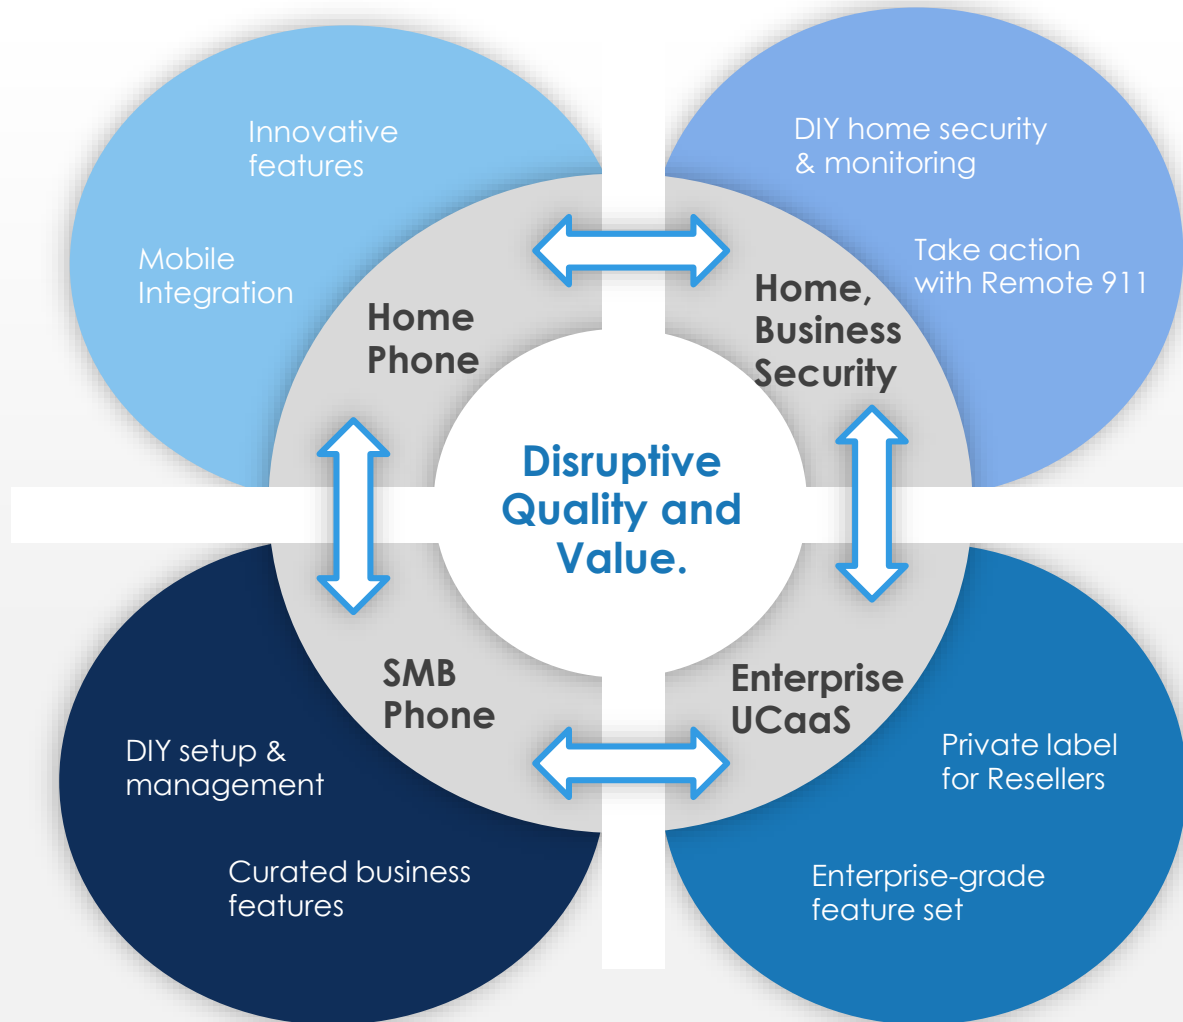 Innovative
features
Mobile
Integration
Home
Phone
DIY home security
& monitoring
Take action
with Remote 911
Home,
Business
Security
Disruptive
Quality and
Value.
SMB
Phone
DIY setup &
management
Curated business
features
Enterprise
UCaaS
Private label
for Resellers
Enterprise-grade
feature set